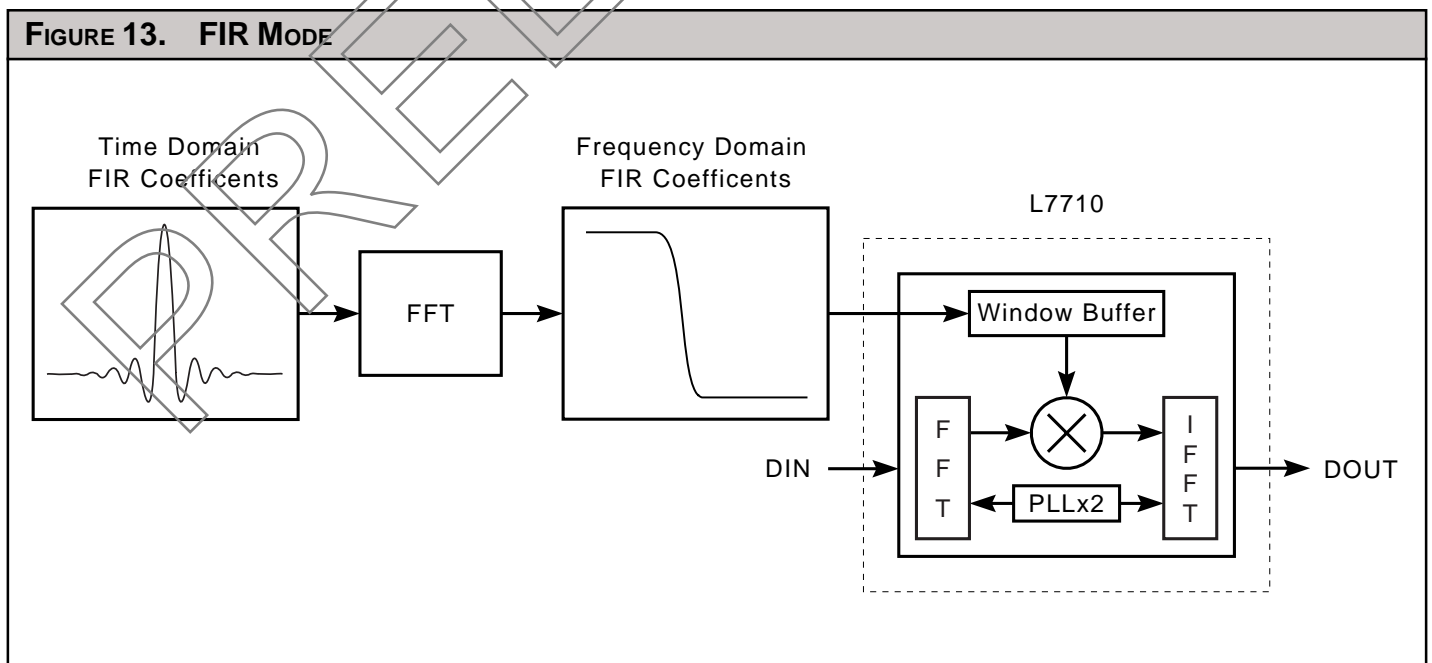 FIGURE 13. FIR MODE
Time Domain
FIR Coefficents
Frequency Domain
FIR Coefficents
L7710
FFT
Window Buffer
F
F
T
I
F
F
T
PLLx2
DIN
DOUT
PREL